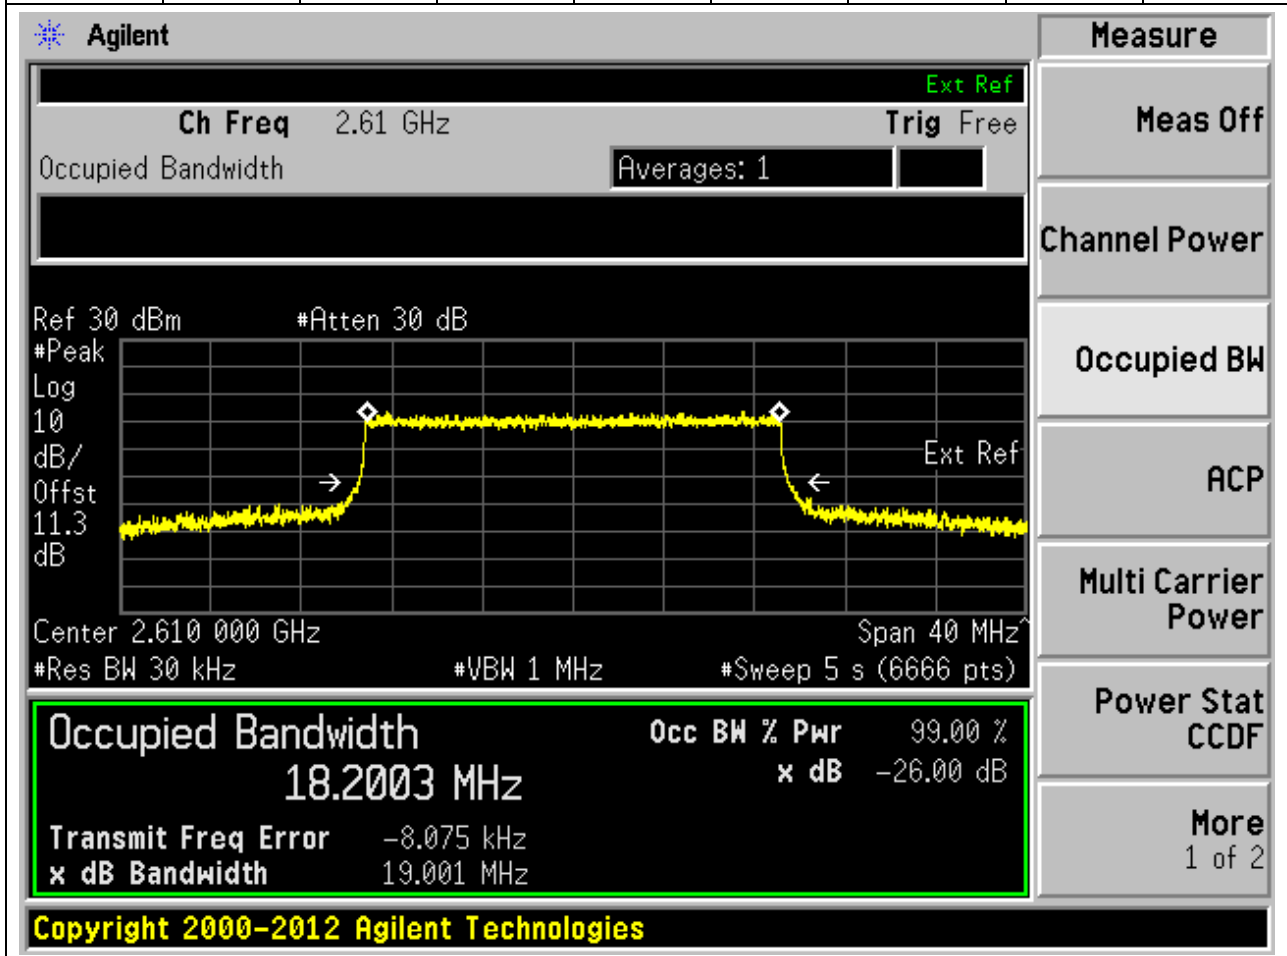 Agilent
Measure
Ext Ref
Ch Freq 2.61 GHz Trig Free
Meas Off
Occupied Bandwidth Averages: 1
Channel Power
Ref 30 dBm #Atten 30 dB
#Peak
Log
10
dB/
Offst
11.3
dB
Ext Ref
Occupied BW
ACP
Center 2.610 000 GHz Span 40 MHz^
#Res BW 30 kHz #VBW 1 MHz #Sweep 5 s (6666 pts)
Multi Carrier
Power
Occupied Bandwidth Occ BW % Pwr 99.00 %
18.2003 MHz x dB -26.00 dB
Transmit Freq Error -8.075 kHz
x dB Bandwidth 19.001 MHz
Power Stat
CCDF
More
1 of 2
Copyright 2000-2012 Agilent Technologies